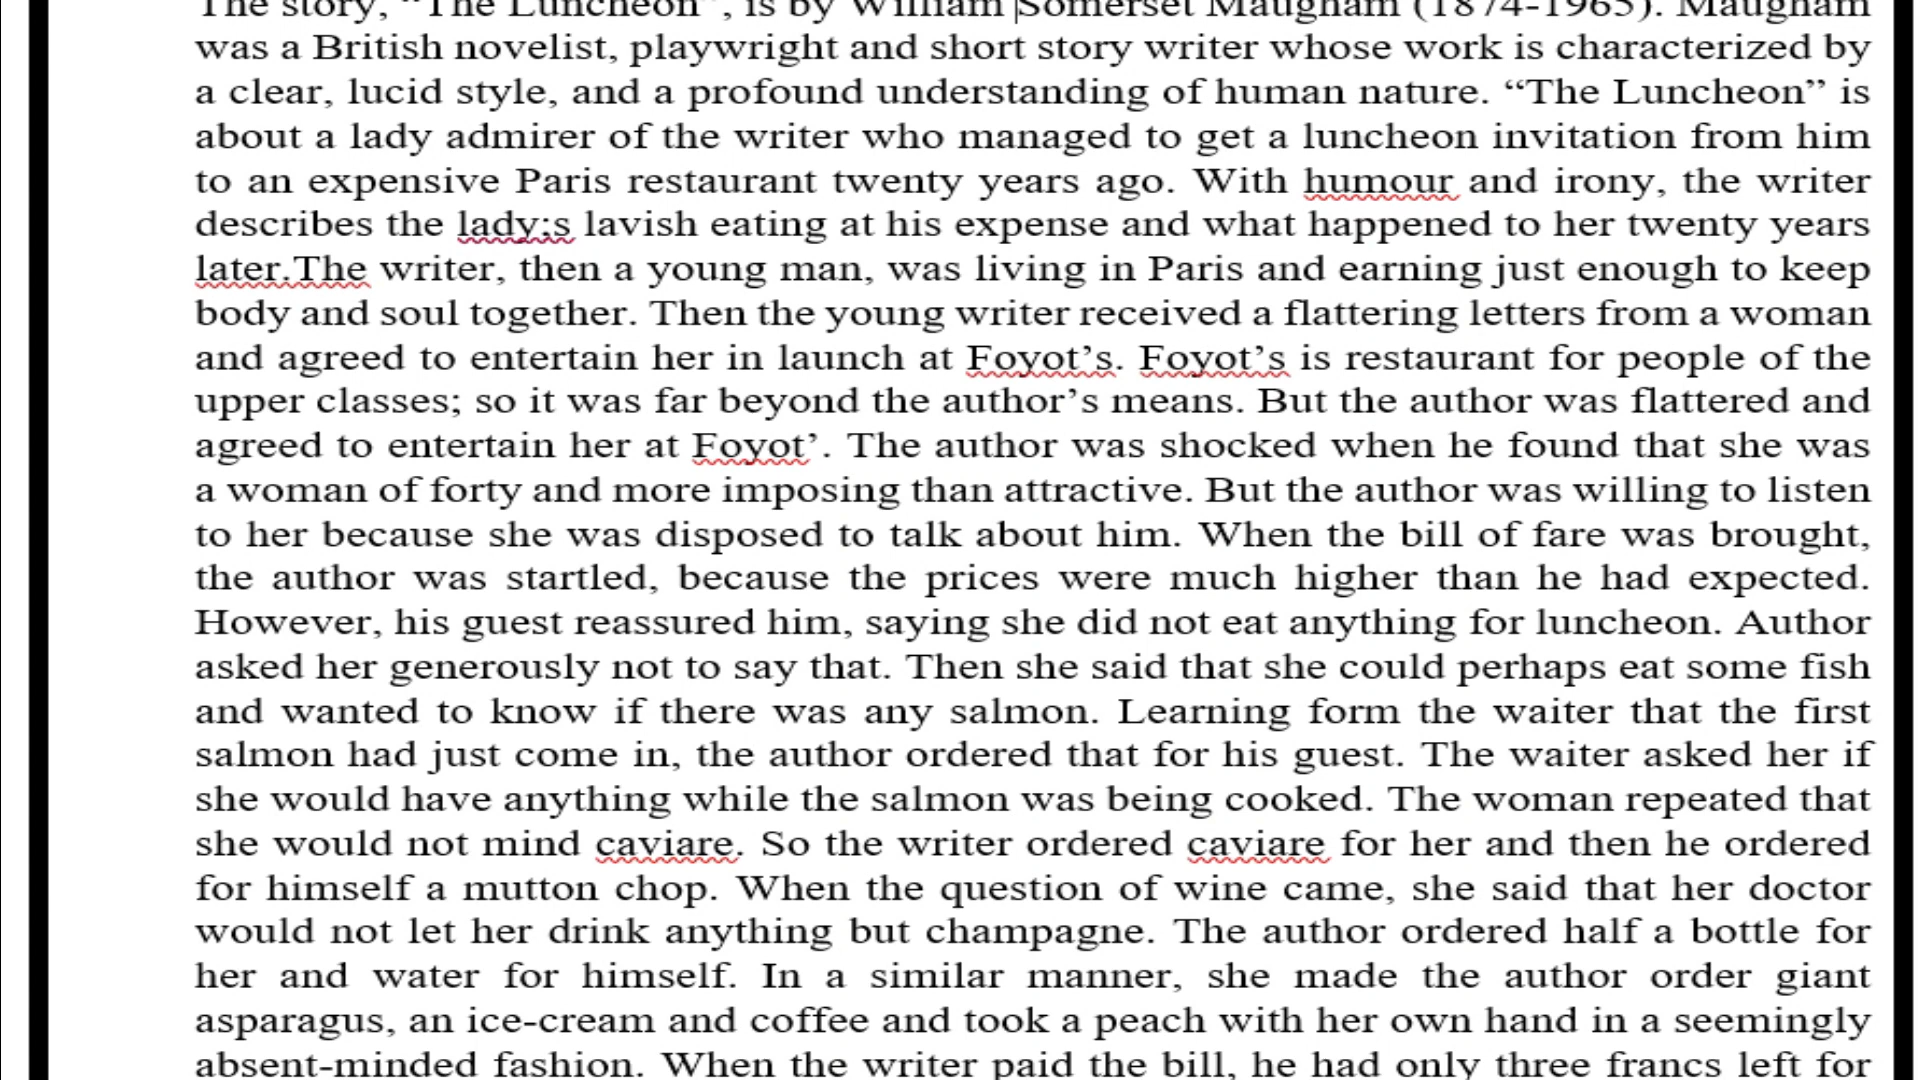 The story, “The Luncheon”, is by William Somerset Maugham (1874-1965). Maugham
was a British novelist, playwright and short story writer whose work is characterized by
a clear, lucid style, and a profound understanding of human nature. “The Luncheon” is
about a lady admirer of the writer who managed to get a luncheon invitation from him
to an expensive Paris restaurant twenty years ago. With humour and irony, the writer
describes the lady;s lavish eating at his expense and what happened to her twenty years
later.The writer, then a young man, was living in Paris and earning just enough to keep
body and soul together. Then the young writer received a flattering letters from a woman
and agreed to entertain her in launch at Foyot’s. Foyot’s is restaurant for people of the
upper classes; so it was far beyond the author’s means. But the author was flattered and
agreed to entertain her at Foyot’. The author was shocked when he found that she was
a woman of forty and more imposing than attractive. But the author was willing to listen
to her because she was disposed to talk about him. When the bill of fare was brought,
the author was startled, because the prices were much higher than he had expected.
However, his guest reassured him, saying she did not eat anything for luncheon. Author
asked her generously not to say that. Then she said that she could perhaps eat some fish
and wanted to know if there was any salmon. Learning form the waiter that the first
salmon had just come in, the author ordered that for his guest. The waiter asked her if
she would have anything while the salmon was being cooked. The woman repeated that
she would not mind caviare. So the writer ordered caviare for her and then he ordered
for himself a mutton chop. When the question of wine came, she said that her doctor
would not let her drink anything but champagne. The author ordered half a bottle for
her and water for himself. In a similar manner, she made the author order giant
asparagus, an ice-cream and coffee and took a peach with her own hand in a seemingly
absent-minded fashion. When the writer paid the bill, he had only three francs left for